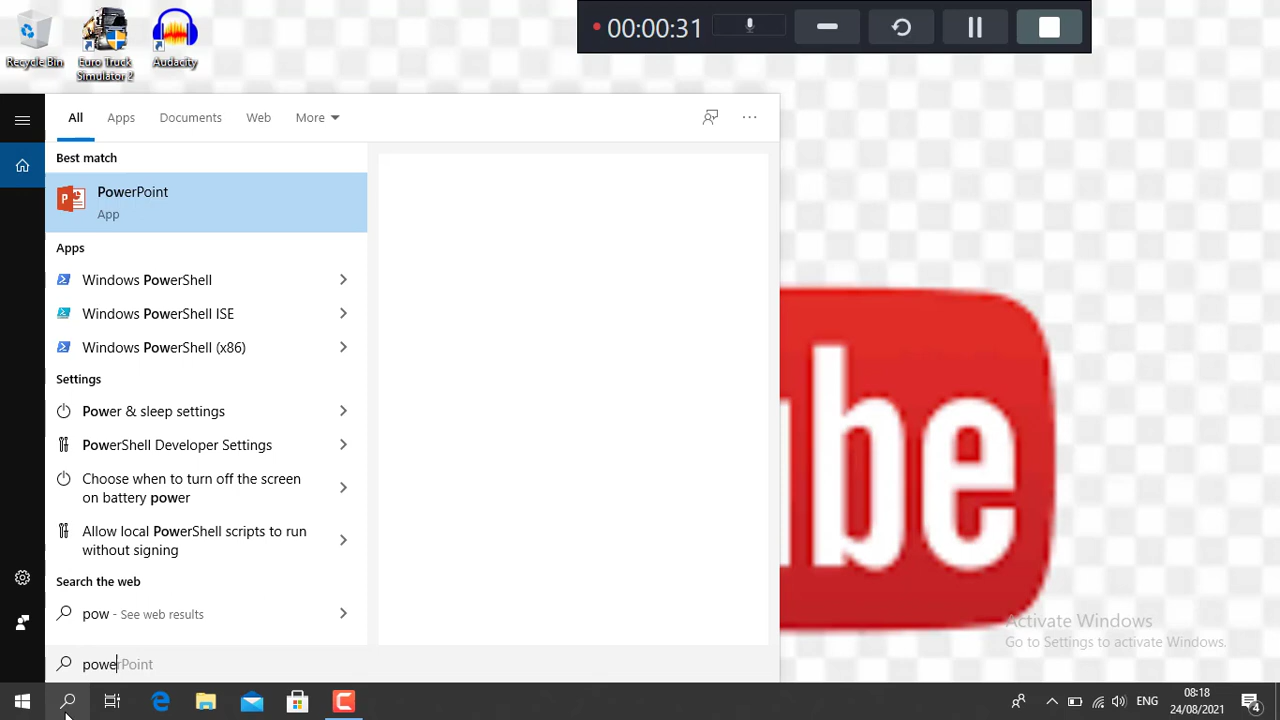 00:00:31
Recycle Bin
Euro Truck
Simulator 2
Audacity
All Apps Documents Web More
Best match
PowerPoint
App
Apps
Windows PowerShell
Windows PowerShell ISE
Windows PowerShell (x86)
Settings
Power & sleep settings
PowerShell Developer Settings
Choose when to turn off the screen
on battery power
Allow local PowerShell scripts to run
without signing
Search the web
pow - See web results
powerPoint
be
Activate Windows
Go to Settings to activate Windows.
ENG
08:18
24/08/2021
4